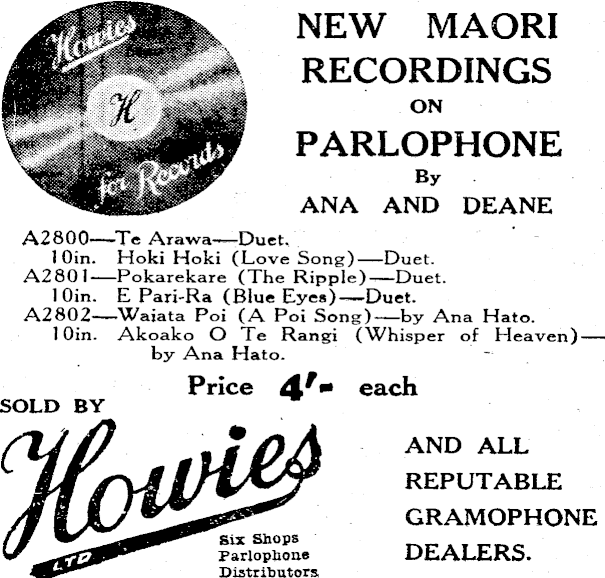 Howies
H
for Records
NEW MAORI
RECORDINGS
ON
PARLOPHONE
By
ANA AND DEANE
A2800—Te Arawa—Duet.
10in. Hoki Hoki (Love Song)—Duet.
A2801—Pokarekare (The Ripple)—Duet.
10in. E Pari-Ra (Blue Eyes)—Duet.
A2802—Waiata Poi (A Poi Song)—by Ana Hato.
10in. Akoako O Te Rangi (Whisper of Heaven)—
by Ana Hato.
Price 4/- each
SOLD BY
Howies
LTD
Six Shops
Parlophone
Distributors.
AND ALL
REPUTABLE
GRAMOPHONE
DEALERS.